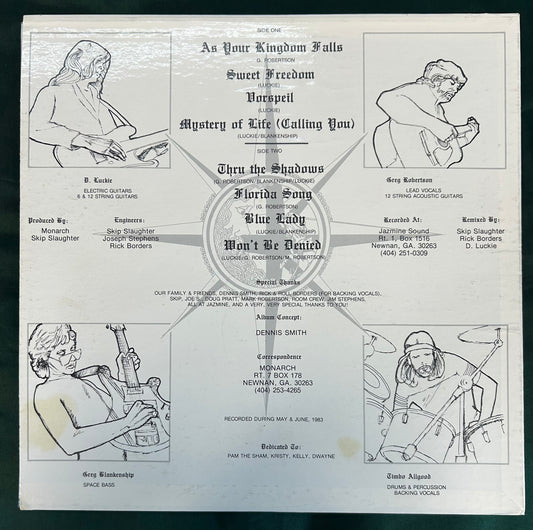 SIDE ONE
As Your Kingdom Falls
G. ROBERTSON
Sweet Freedom
(LUCKIE)
Vorspeil
(LUCKIE)
Mystery of Life (Calling You)
(LUCKIE/BLANKENSHIP)
SIDE TWO
Thru the Shadows
(G. ROBERTSON/BLANKENSHIP/LUCKIE)
Florida Song
(G. ROBERTSON)
Blue Lady
(LUCKIE/BLANKENSHIP)
Won't Be Denied
(LUCKIE/G. ROBERTSON/M. ROBERTSON)
D. Luckie
ELECTRIC GUITARS
6 & 12 STRING GUITARS
Greg Robertson
LEAD VOCALS
12 STRING ACOUSTIC GUITARS
Produced By:
Monarch
Skip Slaughter
Engineers:
Skip Slaughter
Joseph Stephens
Rick Borders
Recorded At:
Jazmine Sound
Rt. 1, Box 1516
Newnan, GA. 30263
(404) 251-0309
Remixed By:
Skip Slaughter
Rick Borders
D. Luckie
Special Thanks
OUR FAMILY & FRIENDS, DENNIS SMITH, RICK & ROLL BORDERS (FOR BACKING VOCALS),
SKIP, JOE S., DOUG PRATT, MARK ROBERTSON, ROOM CREW, JIM STEPHENS,
ALL AT JAZMINE, AND A VERY, VERY SPECIAL THANKS TO YOU!
Album Concept:
DENNIS SMITH
Correspondence
MONARCH
RT. 7 BOX 178
NEWNAN, GA. 30263
(404) 253-4265
RECORDED DURING MAY & JUNE, 1983
Dedicated To:
PAM THE SHAM, KRISTY, KELLY, DWAYNE
Greg Blankenship
SPACE BASS
Timbo Allgood
DRUMS & PERCUSSION
BACKING VOCALS